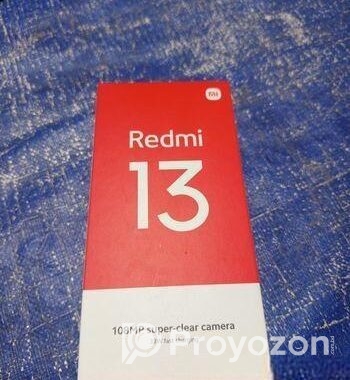 mi
Redmi
13
108MP super-clear camera
Proyozon